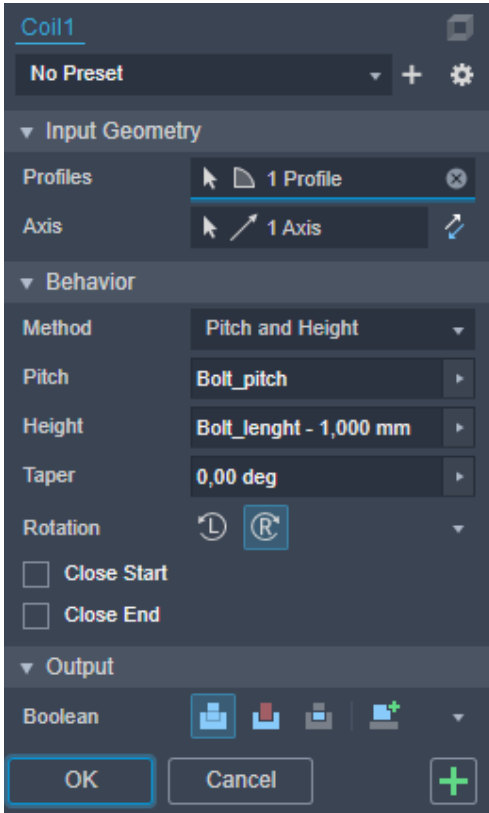 Coil1
No Preset
Input Geometry
Profiles 1 Profile
Axis 1 Axis
Behavior
Method Pitch and Height
Pitch Bolt_pitch
Height Bolt_lenght - 1,000 mm
Taper 0,00 deg
Rotation L R
Close Start
Close End
Output
Boolean
OK Cancel